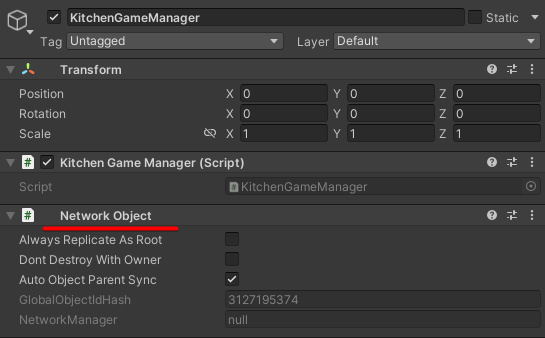 KitchenGameManager Static
Tag Untagged Layer Default
Transform
Position X 0 Y 0 Z 0
Rotation X 0 Y 0 Z 0
Scale X 1 Y 1 Z 1
# Kitchen Game Manager (Script)
Script # KitchenGameManager
# Network Object
Always Replicate As Root
Dont Destroy With Owner
Auto Object Parent Sync
GlobalObjectIdHash 3127195374
NetworkManager null